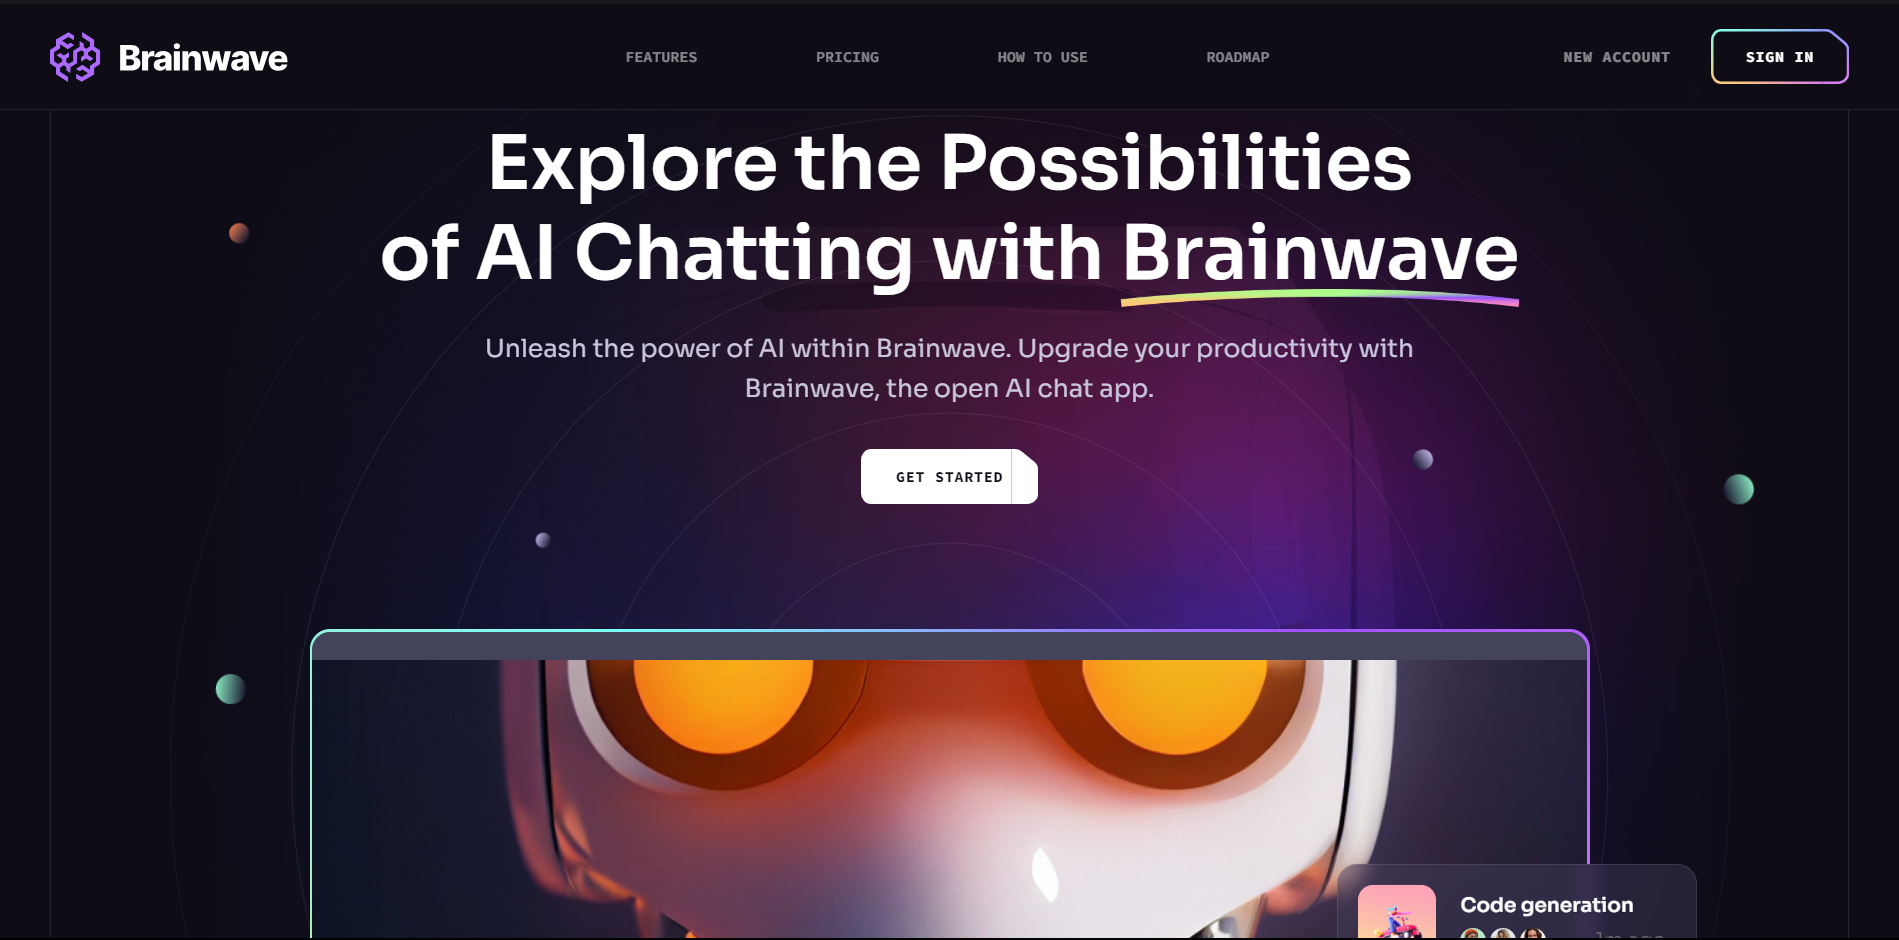 Brainwave
FEATURES
PRICING
HOW TO USE
ROADMAP
NEW ACCOUNT
SIGN IN
Explore the Possibilities
of AI Chatting with Brainwave
Unleash the power of AI within Brainwave. Upgrade your productivity with
Brainwave, the open AI chat app.
GET STARTED
Code generation
1m ago